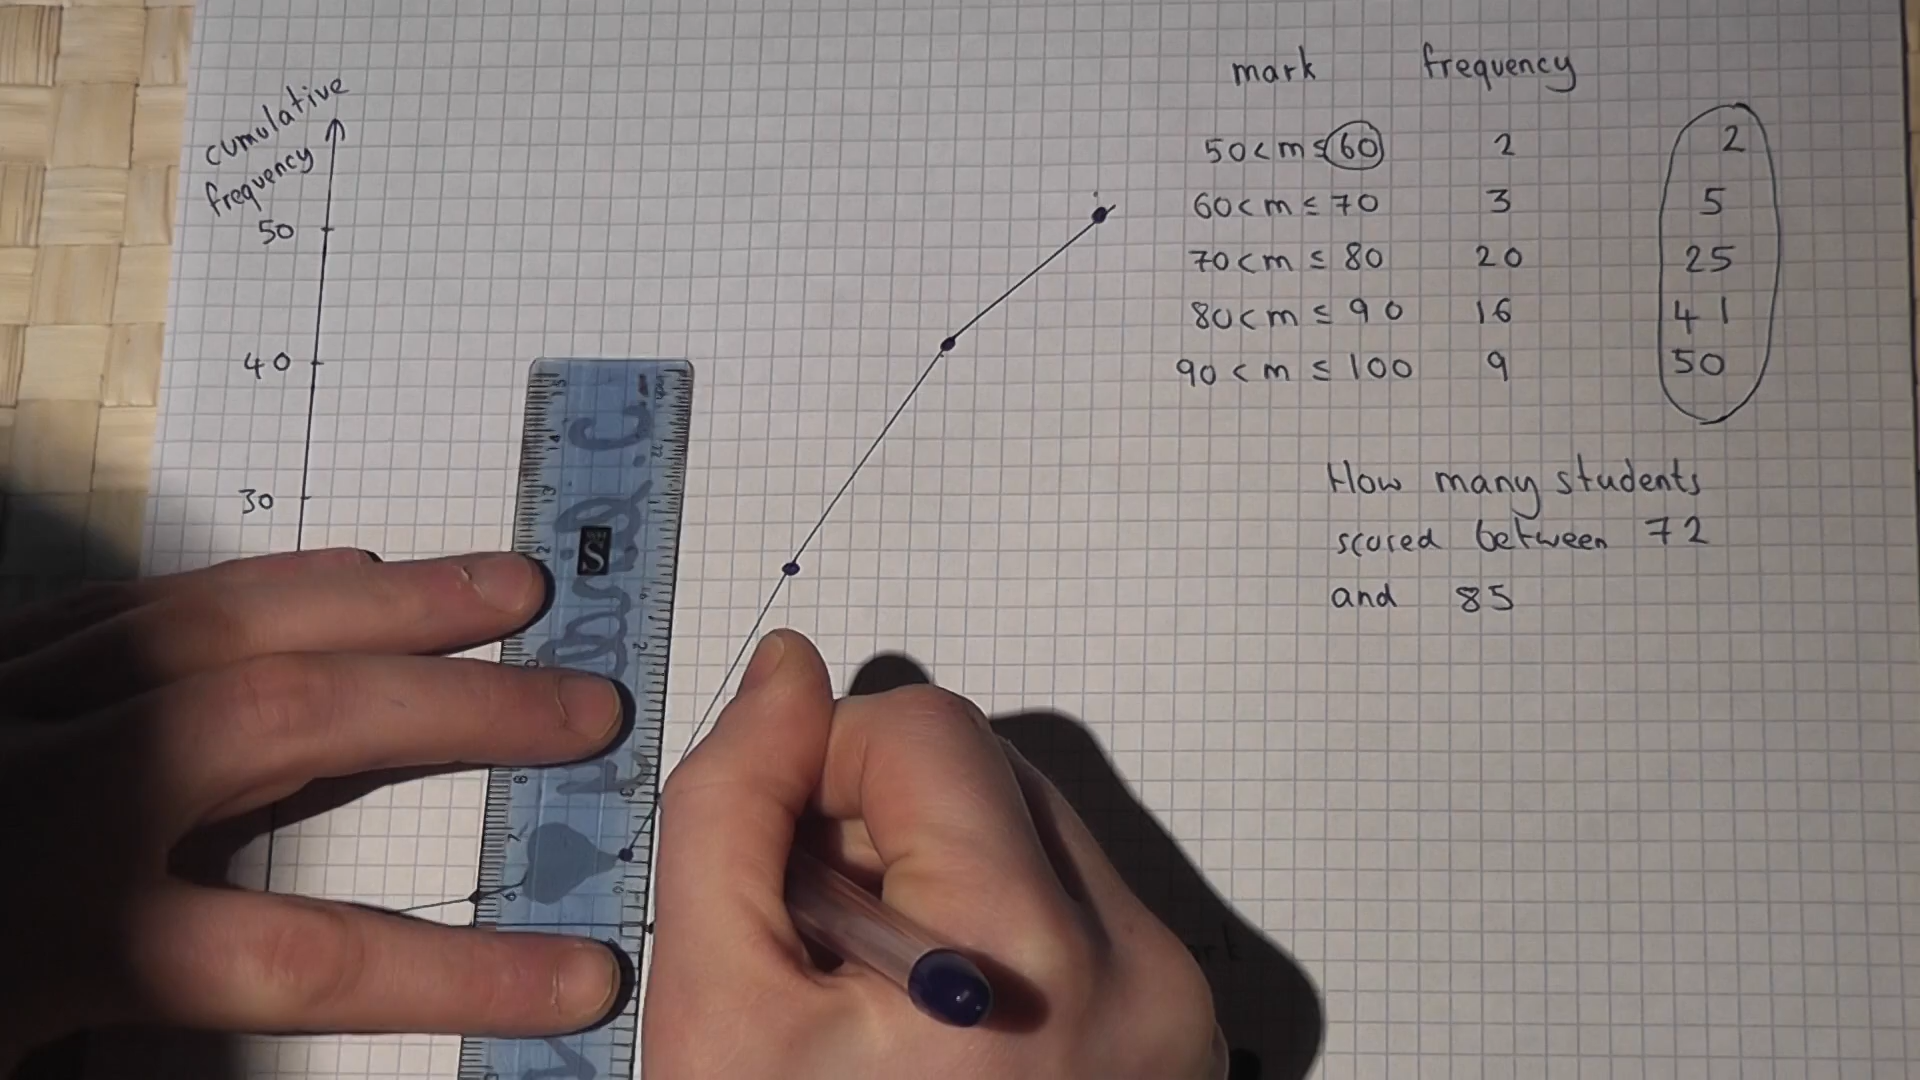 cumulative
frequency
50
40
30
mark frequency
50<m≤60 2 2
60<m≤70 3 5
70<m≤80 20 25
80<m≤90 16 41
90<m≤100 9 50
How many students
scored between 72
and 85